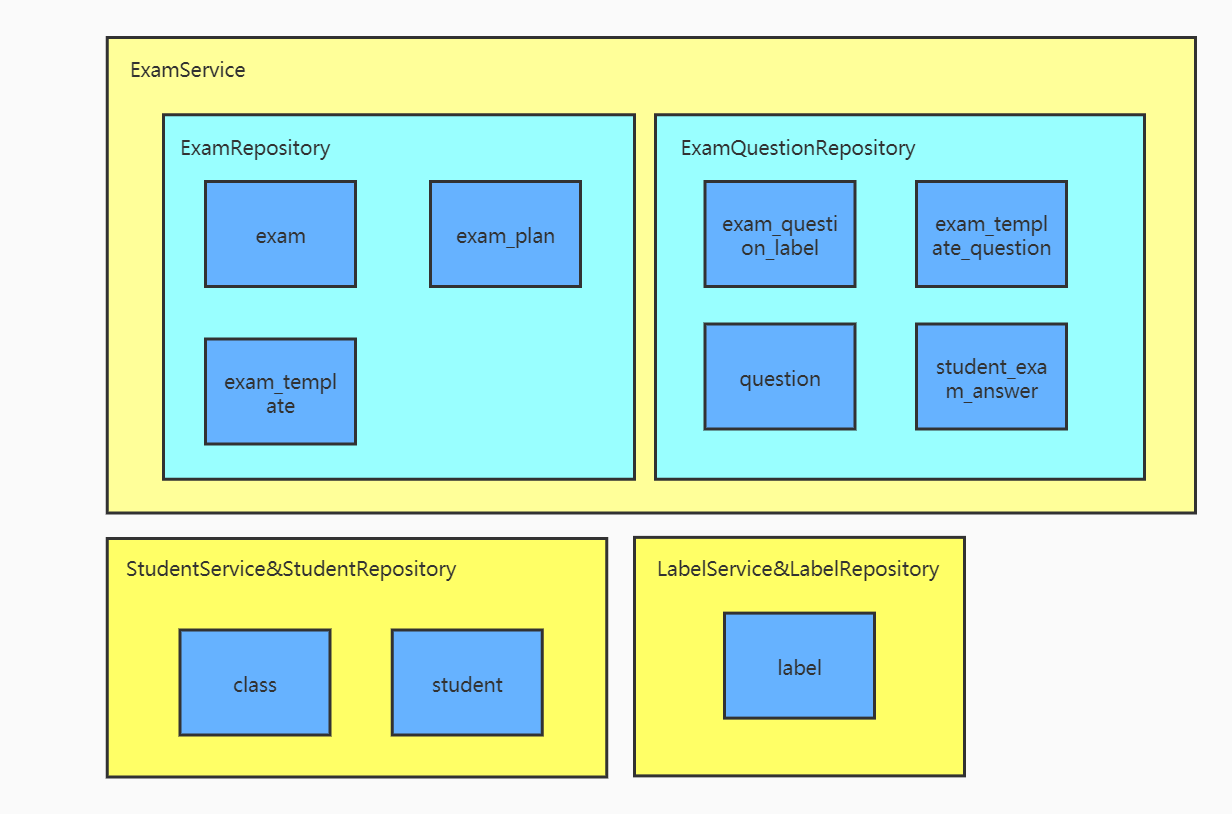 ExamService
ExamRepository
exam
exam_plan
exam_templ
ate
ExamQuestionRepository
exam_questi
on_label
exam_templ
ate_question
question
student_exa
m_answer
StudentService&StudentRepository
class
student
LabelService&LabelRepository
label